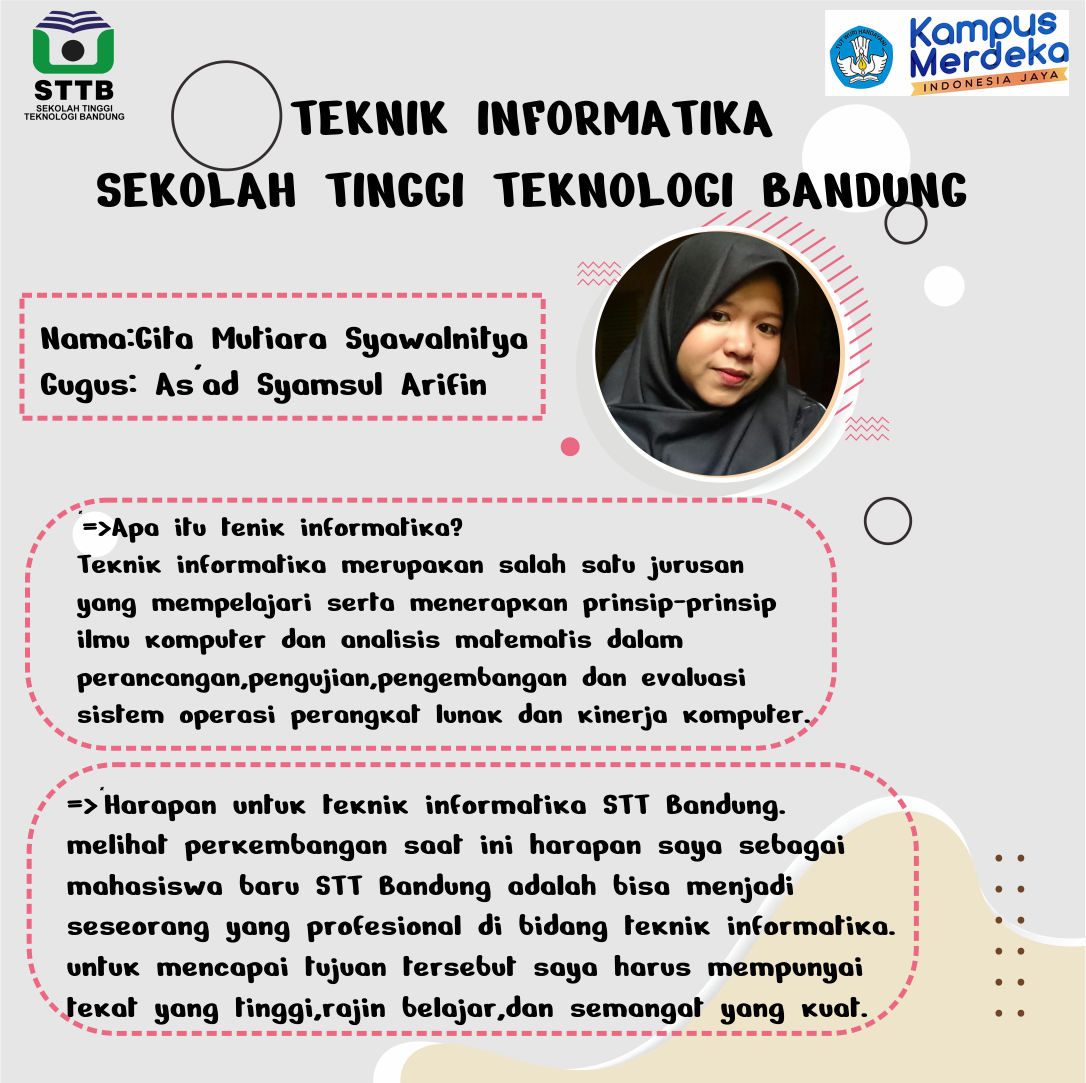 STTB
SEKOLAH TINGGI
TEKNOLOGI BANDUNG
TUT WURI HANDAYANI
Kampus
Merdeka
INDONESIA JAYA
TEKNIK INFORMATIKA
SEKOLAH TINGGI TEKNOLOGI BANDUNG
Nama:Gita Mutiara Syawalnitya
Gugus: As'ad Syamsul Arifin
'=>Apa itu tenik informatika?
Teknik informatika merupakan salah satu jurusan
yang mempelajari serta menerapkan prinsip-prinsip
ilmu komputer dan analisis matematis dalam
perancangan,pengujian,pengembangan dan evaluasi
sistem operasi perangkat lunak dan kinerja komputer.
=>'Harapan untuk teknik informatika STT Bandung.
melihat perkembangan saat ini harapan saya sebagai
mahasiswa baru STT Bandung adalah bisa menjadi
seseorang yang profesional di bidang teknik informatika.
untuk mencapai tujuan tersebut saya harus mempunyai
tekat yang tinggi,rajin belajar,dan semangat yang kuat.